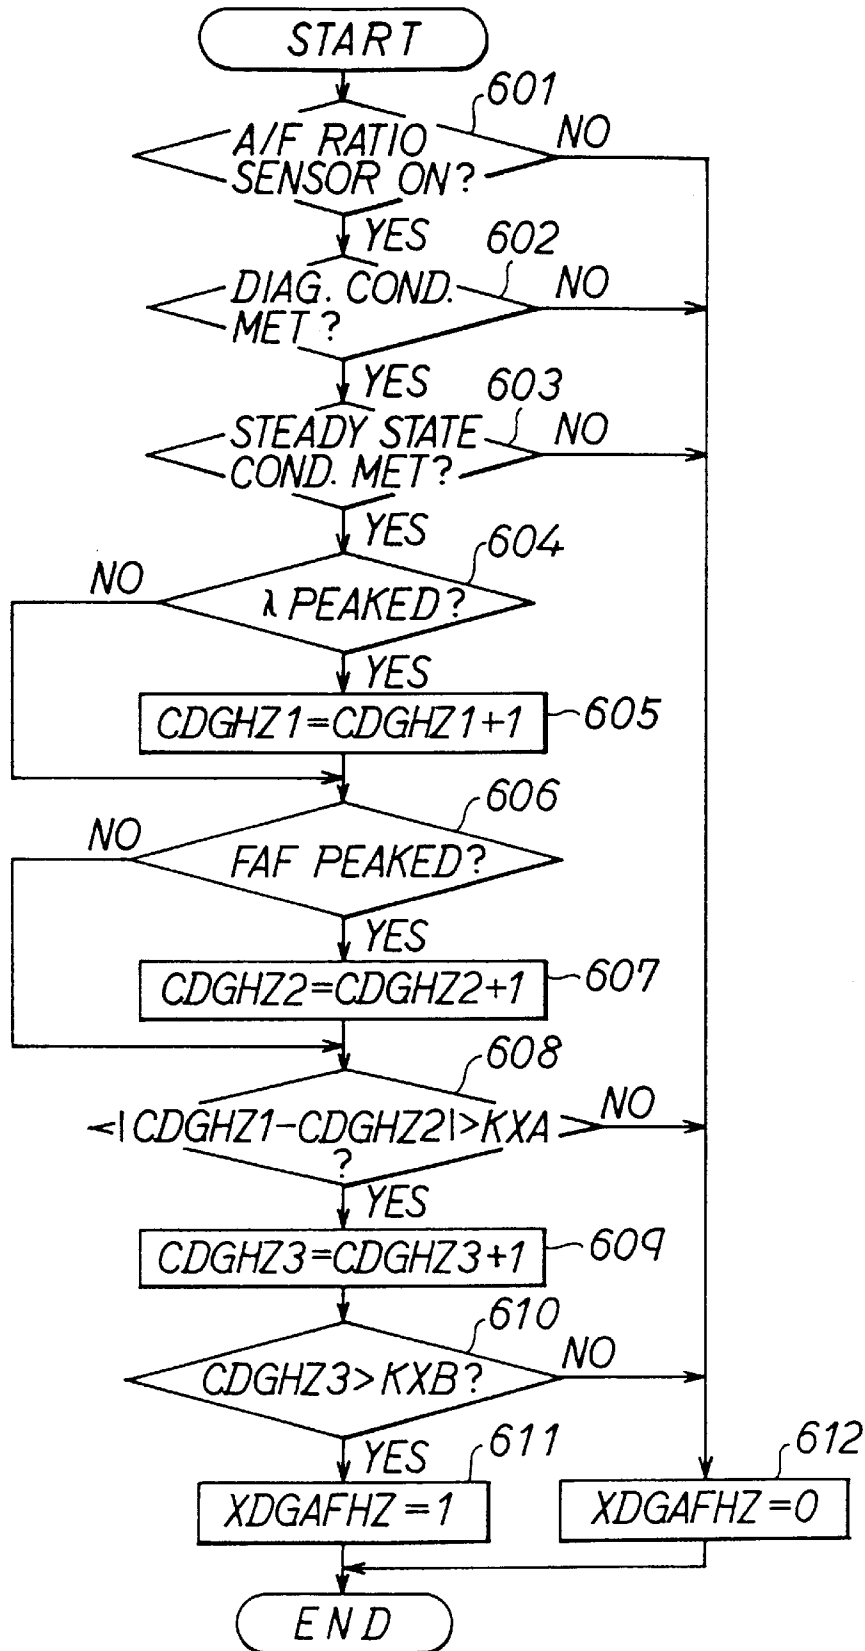 START
601
A/F RATIO
SENSOR ON?
NO
YES
602
DIAG. COND.
MET?
NO
YES
603
STEADY STATE
COND. MET?
NO
YES
604
NO
λ PEAKED?
YES
CDGHZ1=CDGHZ1+1
605
606
NO
FAF PEAKED?
YES
CDGHZ2=CDGHZ2+1
607
608
|CDGHZ1-CDGHZ2|>KXA
?
NO
YES
CDGHZ3=CDGHZ3+1
609
610
CDGHZ3>KXB?
NO
YES
611
612
XDGAFHZ=1
XDGAFHZ=0
END